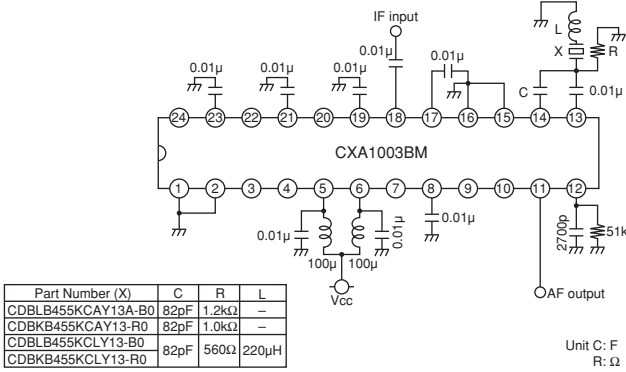 IF input
L
X
R
0.01μ
0.01μ
0.01μ
0.01μ
0.01μ
C
0.01μ
24 23 22 21 20 19 18 17 16 15 14 13
CXA1003BM
1 2 3 4 5 6 7 8 9 10 11 12
0.01μ
0.01μ
0.01μ
2700p
51k
100μ 100μ
Vcc
AF output
Part Number (X) C R L
CDBLB455KCAY13A-B0 82pF 1.2kΩ –
CDBKB455KCAY13-R0 82pF 1.0kΩ –
CDBLB455KCLY13-B0 82pF 560Ω 220μH
CDBKB455KCLY13-R0
Unit C: F
R: Ω